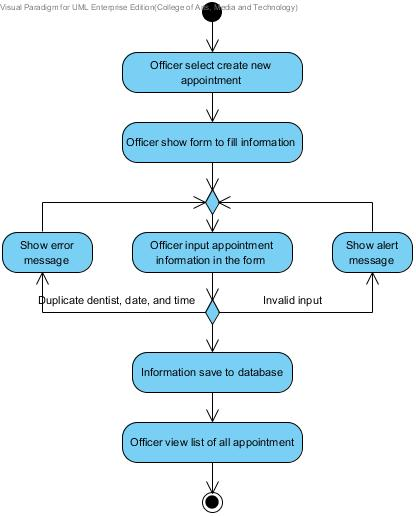 Visual Paradigm for UML Enterprise Edition(College of Arts, Media and Technology)
Officer select create new
appointment
Officer show form to fill information
Show error
message
Officer input appointment
information in the form
Show alert
message
Duplicate dentist, date, and time
Invalid input
Information save to database
Officer view list of all appointment